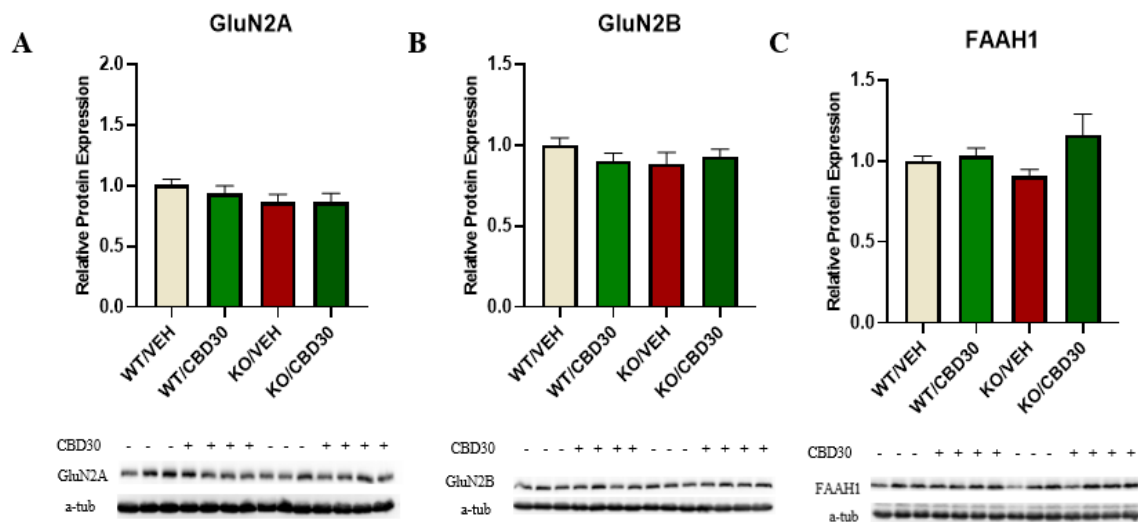 A
GluN2A
Relative Protein Expression
2.0
1.5
1.0
0.5
0.0
WT/VEH
WT/CBD30
KO/VEH
KO/CBD30
CBD30 - - - + + + + - - - + + + +
GluN2A
a-tub
B
GluN2B
Relative Protein Expression
1.5
1.0
0.5
0.0
WT/VEH
WT/CBD30
KO/VEH
KO/CBD30
CBD30 - - - + + + + - - - + + + +
GluN2B
a-tub
C
FAAH1
Relative Protein Expression
1.5
1.0
0.5
0.0
WT/VEH
WT/CBD30
KO/VEH
KO/CBD30
CBD30 - - - + + + + - - - + + + +
FAAH1
a-tub